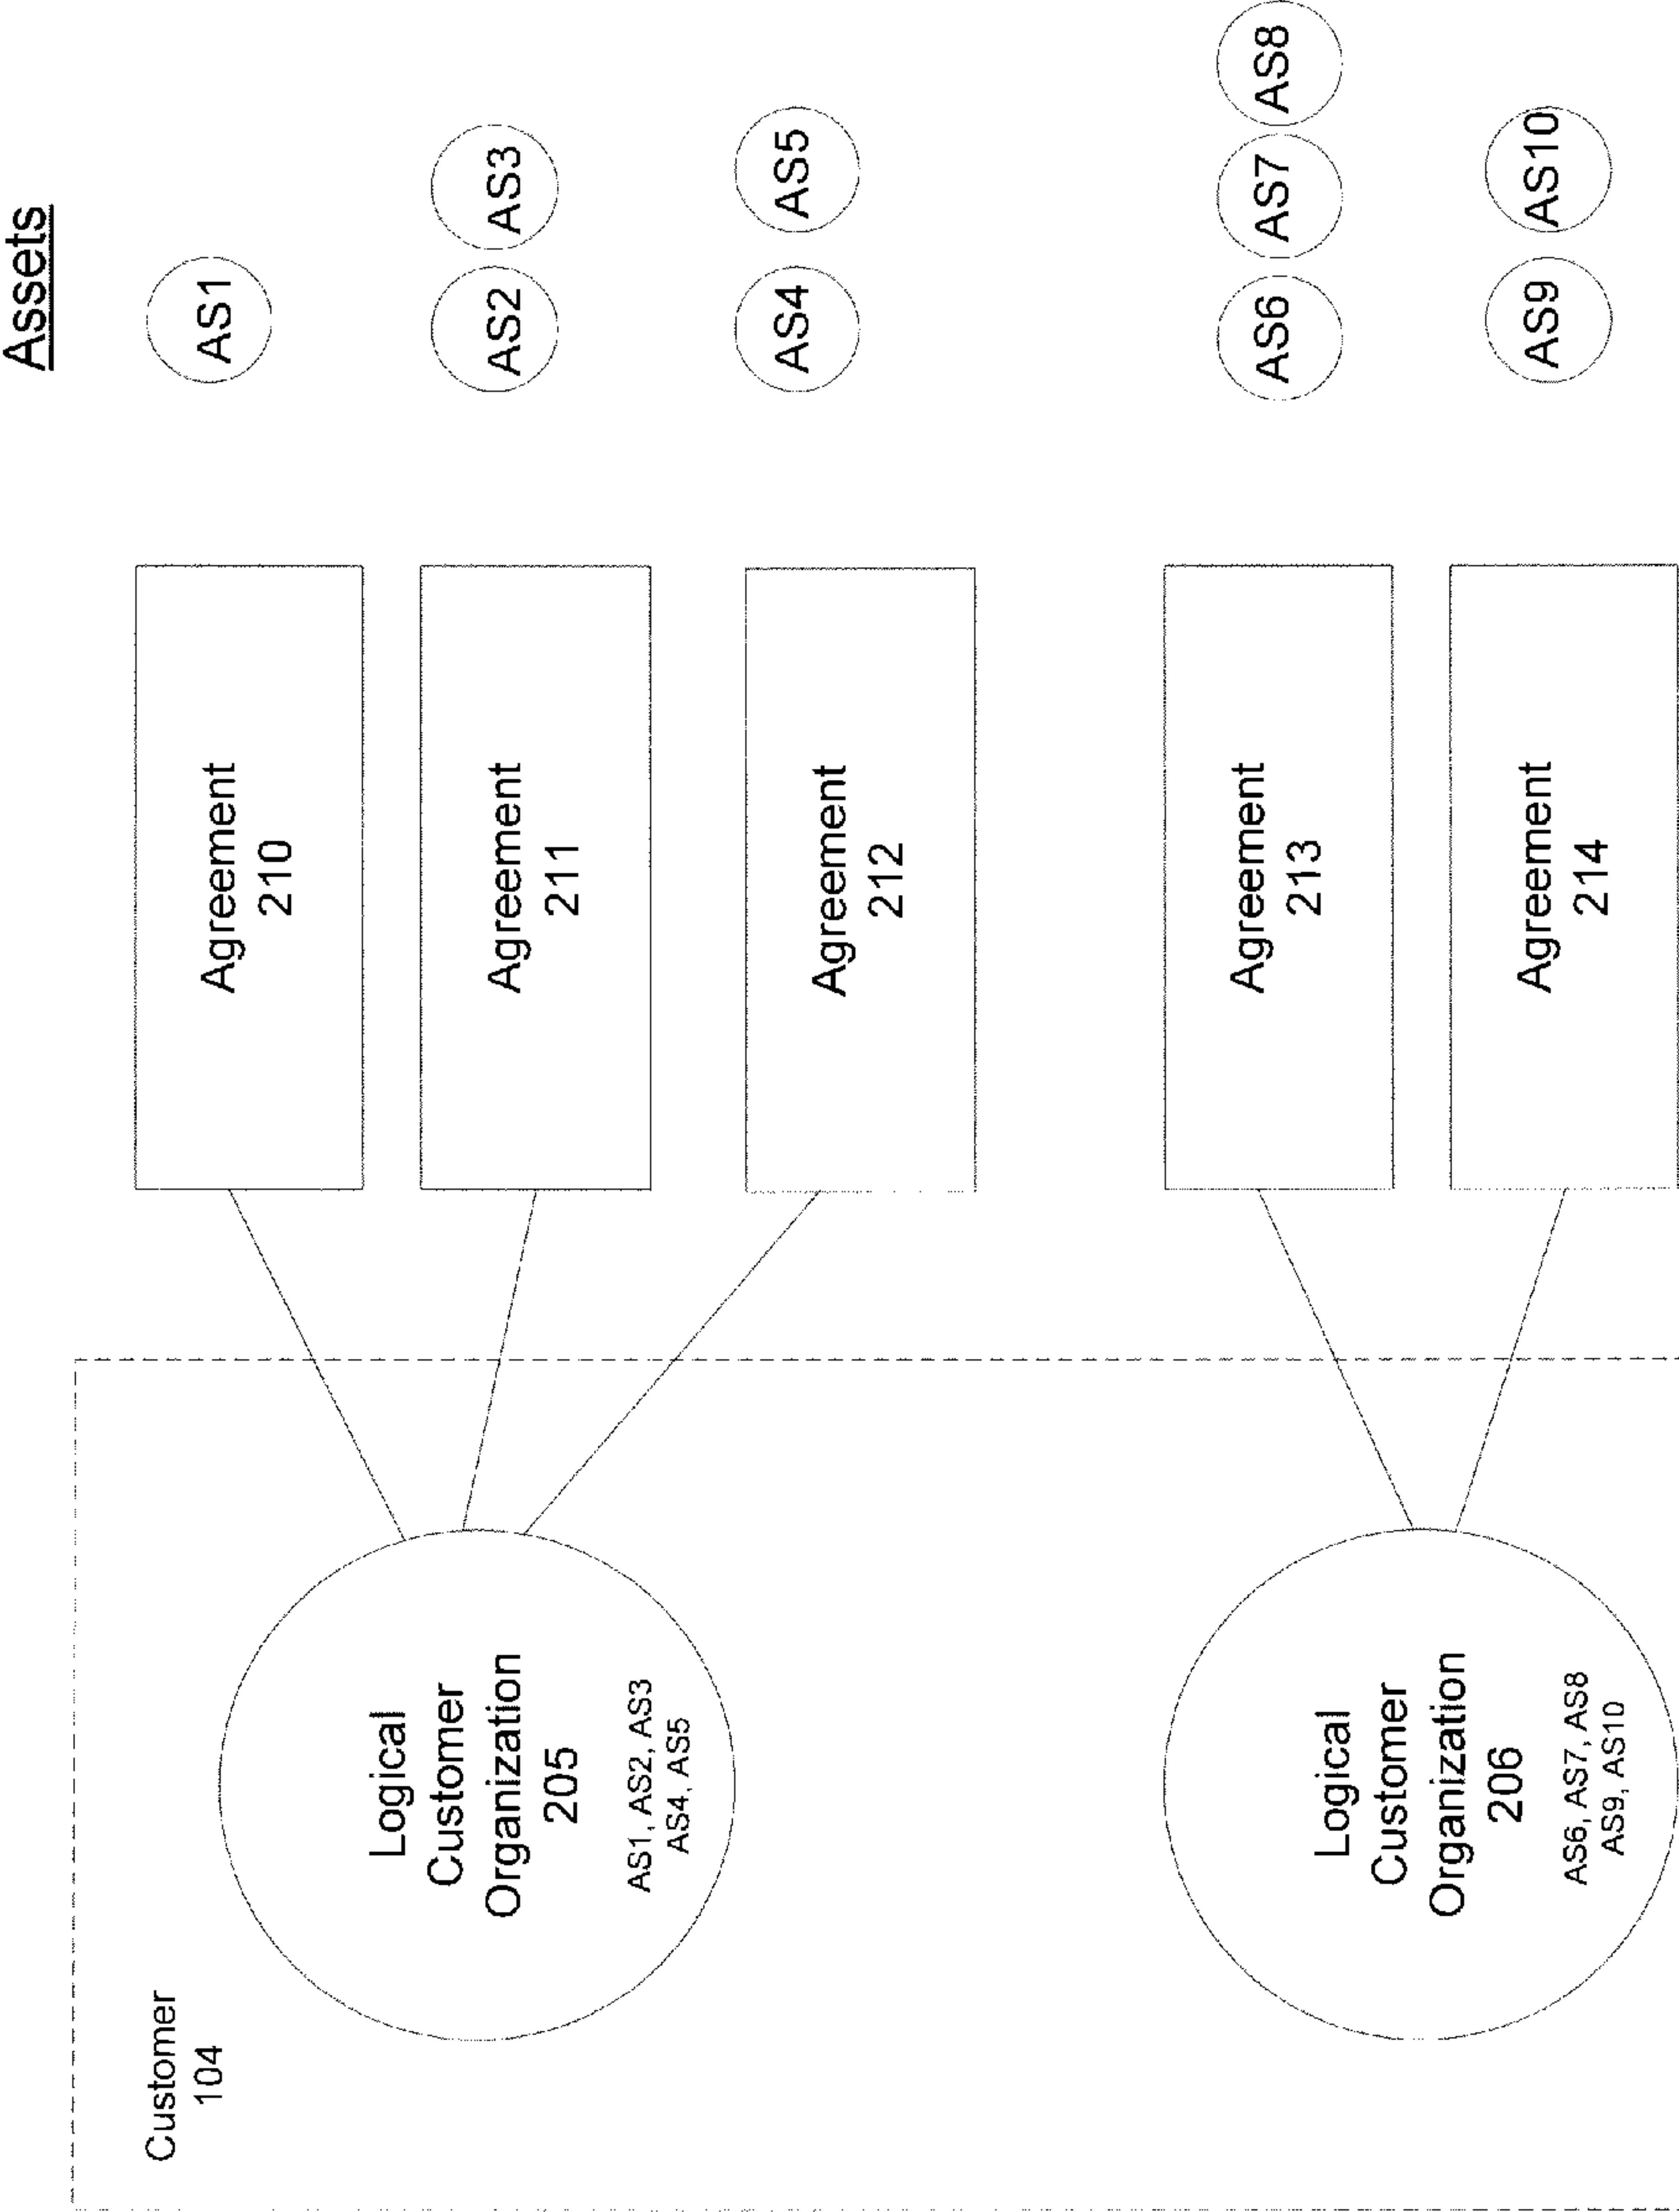 Assets
Customer
104
Logical
Customer
Organization
205
AS1, AS2, AS3
AS4, AS5
Agreement
210
AS1
Agreement
211
AS2
AS3
Agreement
212
AS4
AS5
Logical
Customer
Organization
206
AS6, AS7, AS8
AS9, AS10
Agreement
213
AS6
AS7
AS8
Agreement
214
AS9
AS10